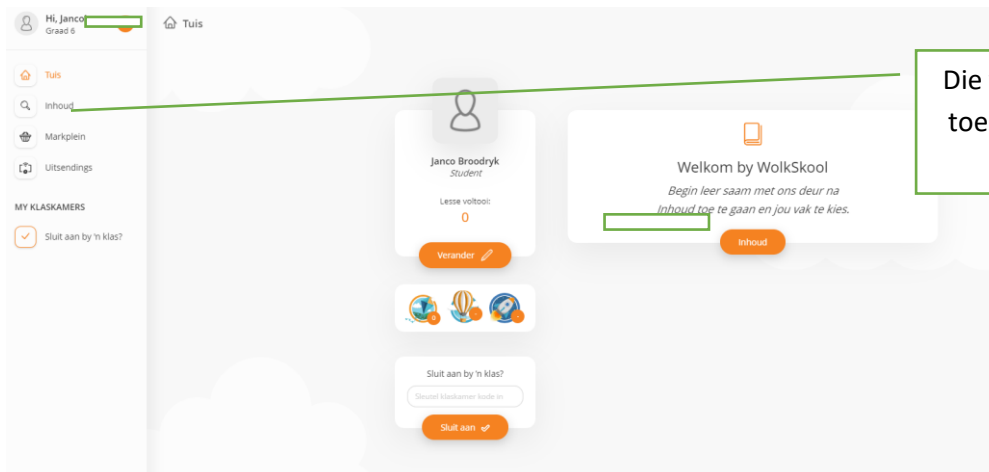 Hi, Janco
Graad 6
Tuis
Tuis
Inhoud
Markplein
Uitsendings
MY KLASKAMERS
Sluit aan by 'n klas?
Janco Broodryk
Student
Lesse voltooi:
0
Verander
0
Sluit aan by 'n klas?
Sleutel klaskamer kode in
Sluit aan
Welkom by WolkSkool
Begin leer saam met ons deur na
Inhoud toe te gaan en jou vak te kies.
Inhoud
Die
toe